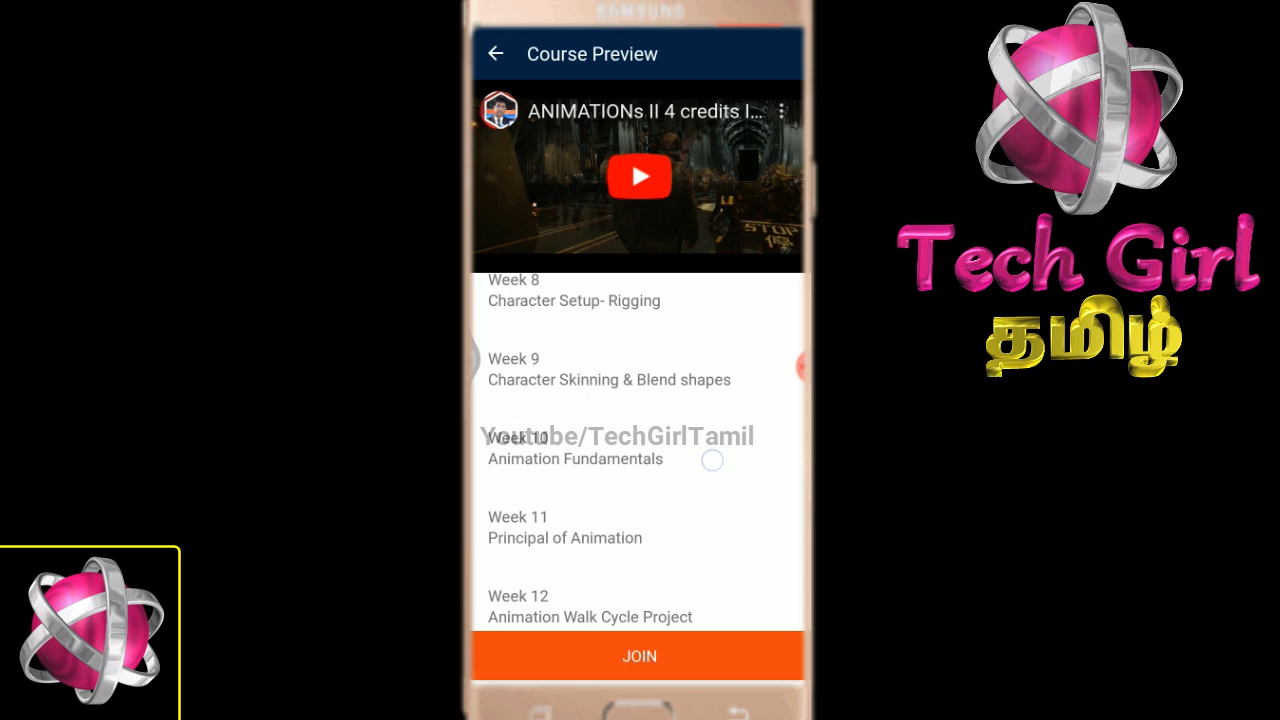 SAMSUNG
Course Preview
ANIMATIONs II 4 credits I...
STOP
停
Week 8
Character Setup- Rigging
Week 9
Character Skinning & Blend shapes
Week 10
Youtube/TechGirlTamil
Animation Fundamentals
Week 11
Principal of Animation
Week 12
Animation Walk Cycle Project
JOIN
Tech Girl
தமிழ்